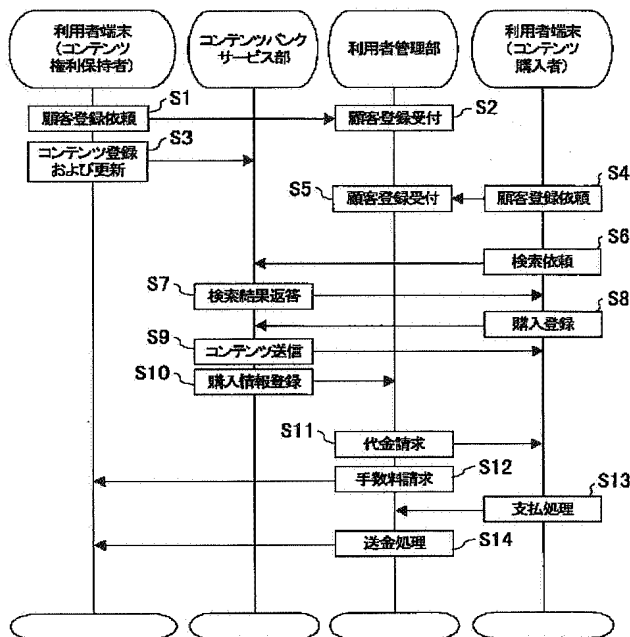 利用者端末
(コンテンツ
権利保持者)
コンテンツバンク
サービス部
利用者管理部
利用者端末
(コンテンツ
購入者)
S1
顧客登録依頼
S2
顧客登録受付
S3
コンテンツ登録
および更新
S4
顧客登録依頼
S5
顧客登録受付
S6
検索依頼
S7
検索結果返答
S8
購入登録
S9
コンテンツ送信
S10
購入情報登録
S11
代金請求
S12
手数料請求
S13
支払処理
S14
送金処理